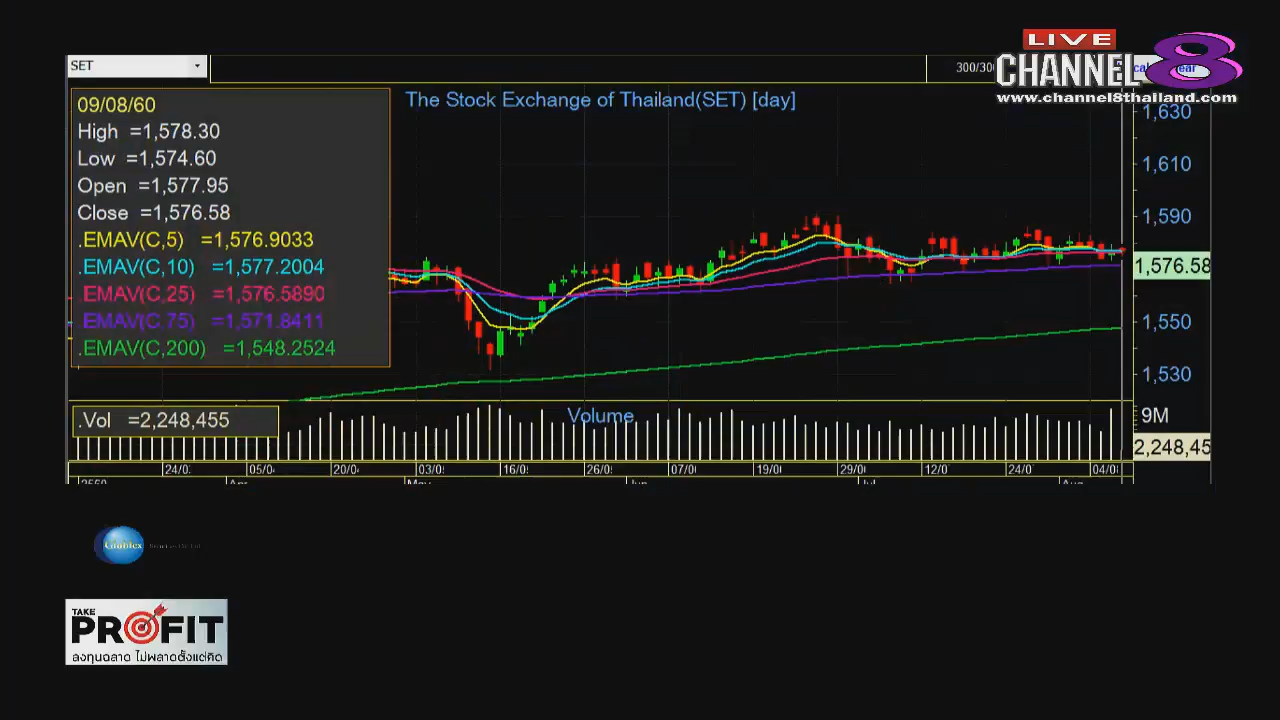 LIVE
CHANNEL 8
www.channel8thailand.com
SET
300/300
The Stock Exchange of Thailand(SET) [day]
09/08/60
High =1,578.30
Low =1,574.60
Open =1,577.95
Close =1,576.58
.EMAV(C,5) =1,576.9033
.EMAV(C,10) =1,577.2004
.EMAV(C,25) =1,576.5890
.EMAV(C,75) =1,571.8411
.EMAV(C,200) =1,548.2524
1,630
1,610
1,590
1,576.58
1,550
1,530
.Vol =2,248,455
Volume
9M
2,248,45
24/0 05/0 20/0 03/0 16/0 26/0 07/0 19/0 29/0 12/0 24/0 04/0
2560 Apr May Jun Jul Aug
Globlex
TAKE
PROFIT
ลงทุนฉลาด ไม่พลาดตั้งแต่คิด